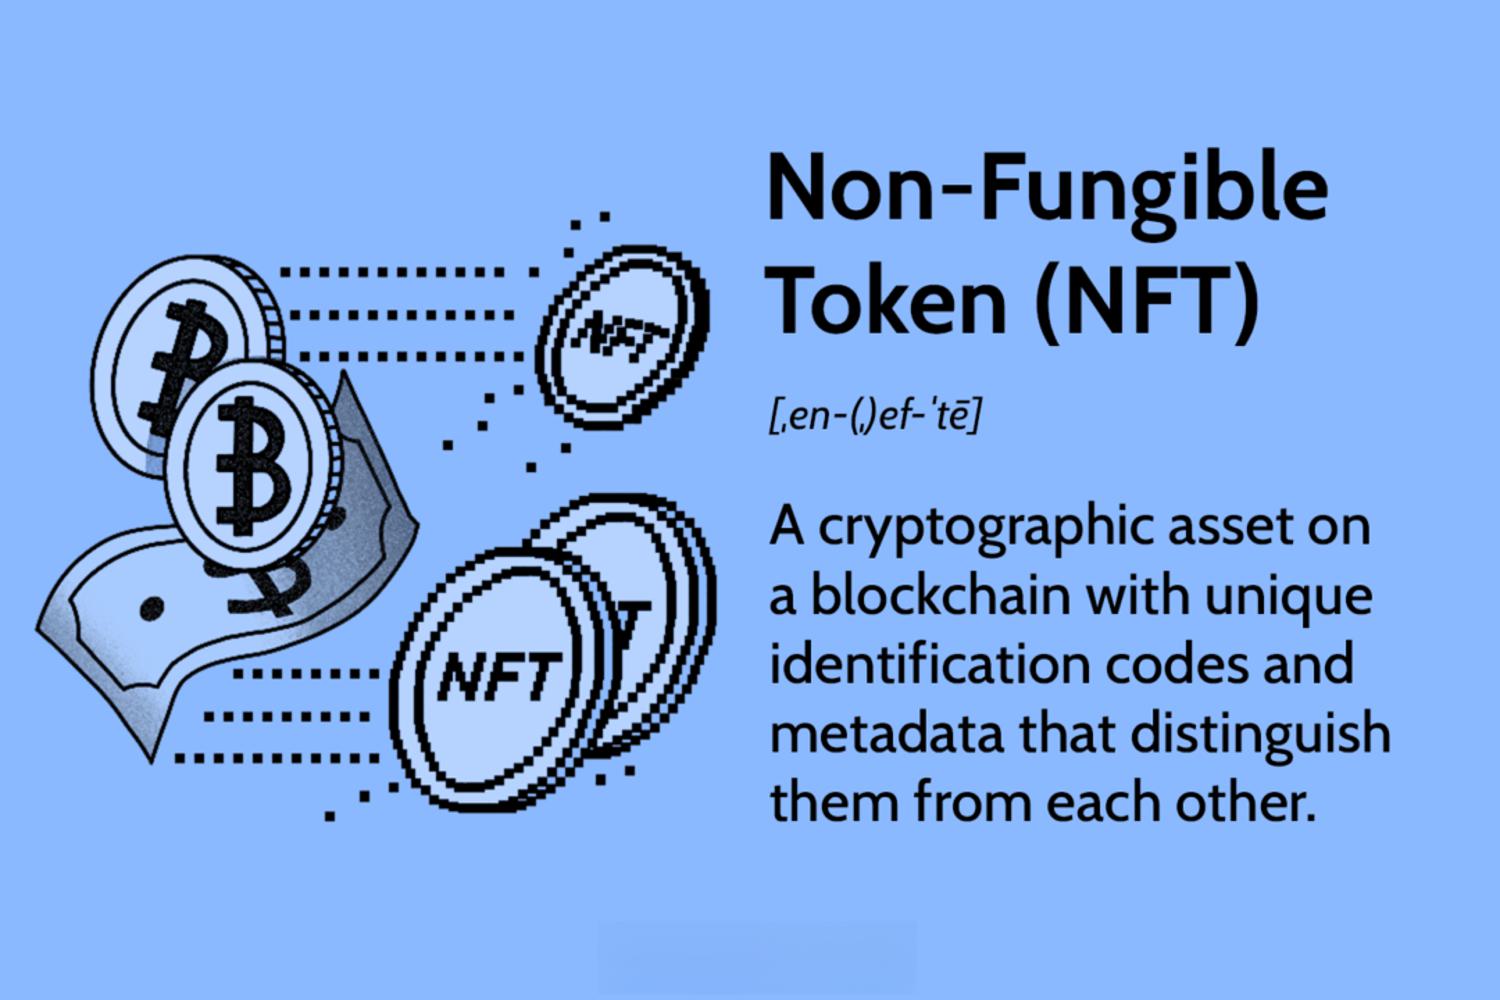 Non-Fungible
Token (NFT)
[ˌen-(ˌ)ef-ˈtē]
A cryptographic asset on
a blockchain with unique
identification codes and
metadata that distinguish
them from each other.
NFT
NFT
T